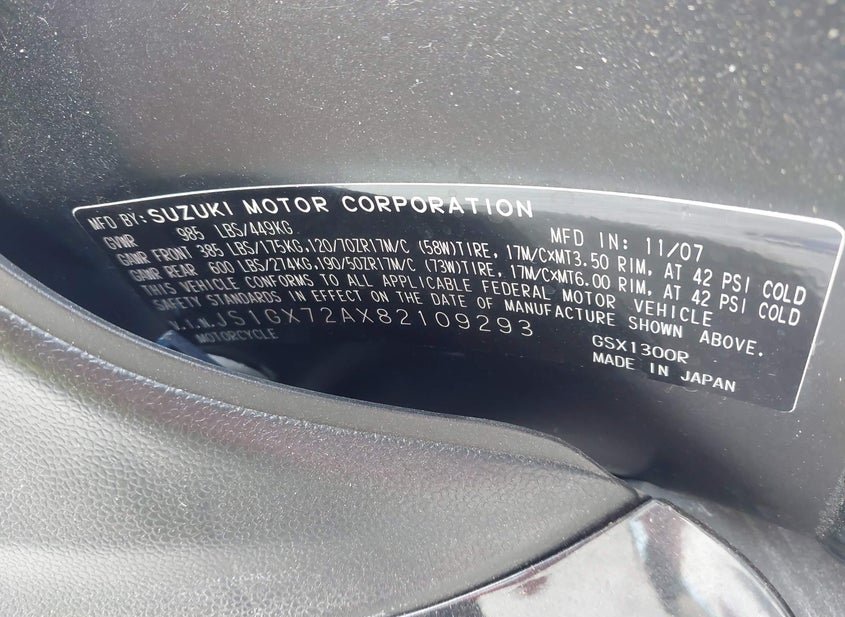 MFD BY: SUZUKI MOTOR CORPORATION MFD IN: 11/07
GVWR 985 LBS/449KG
GAWR FRONT 385 LBS/175KG,120/70ZR17M/C (58W)TIRE, 17M/CxMT3.50 RIM, AT 42 PSI COLD
GAWR REAR 600 LBS/274KG,190/50ZR17M/C (73W)TIRE, 17M/CxMT6.00 RIM, AT 42 PSI COLD
THIS VEHICLE CONFORMS TO ALL APPLICABLE FEDERAL MOTOR VEHICLE
SAFETY STANDARDS IN EFFECT ON THE DATE OF MANUFACTURE SHOWN ABOVE.
V.I.N.JS1GX72AX82109293 GSX1300R
MOTORCYCLE MADE IN JAPAN